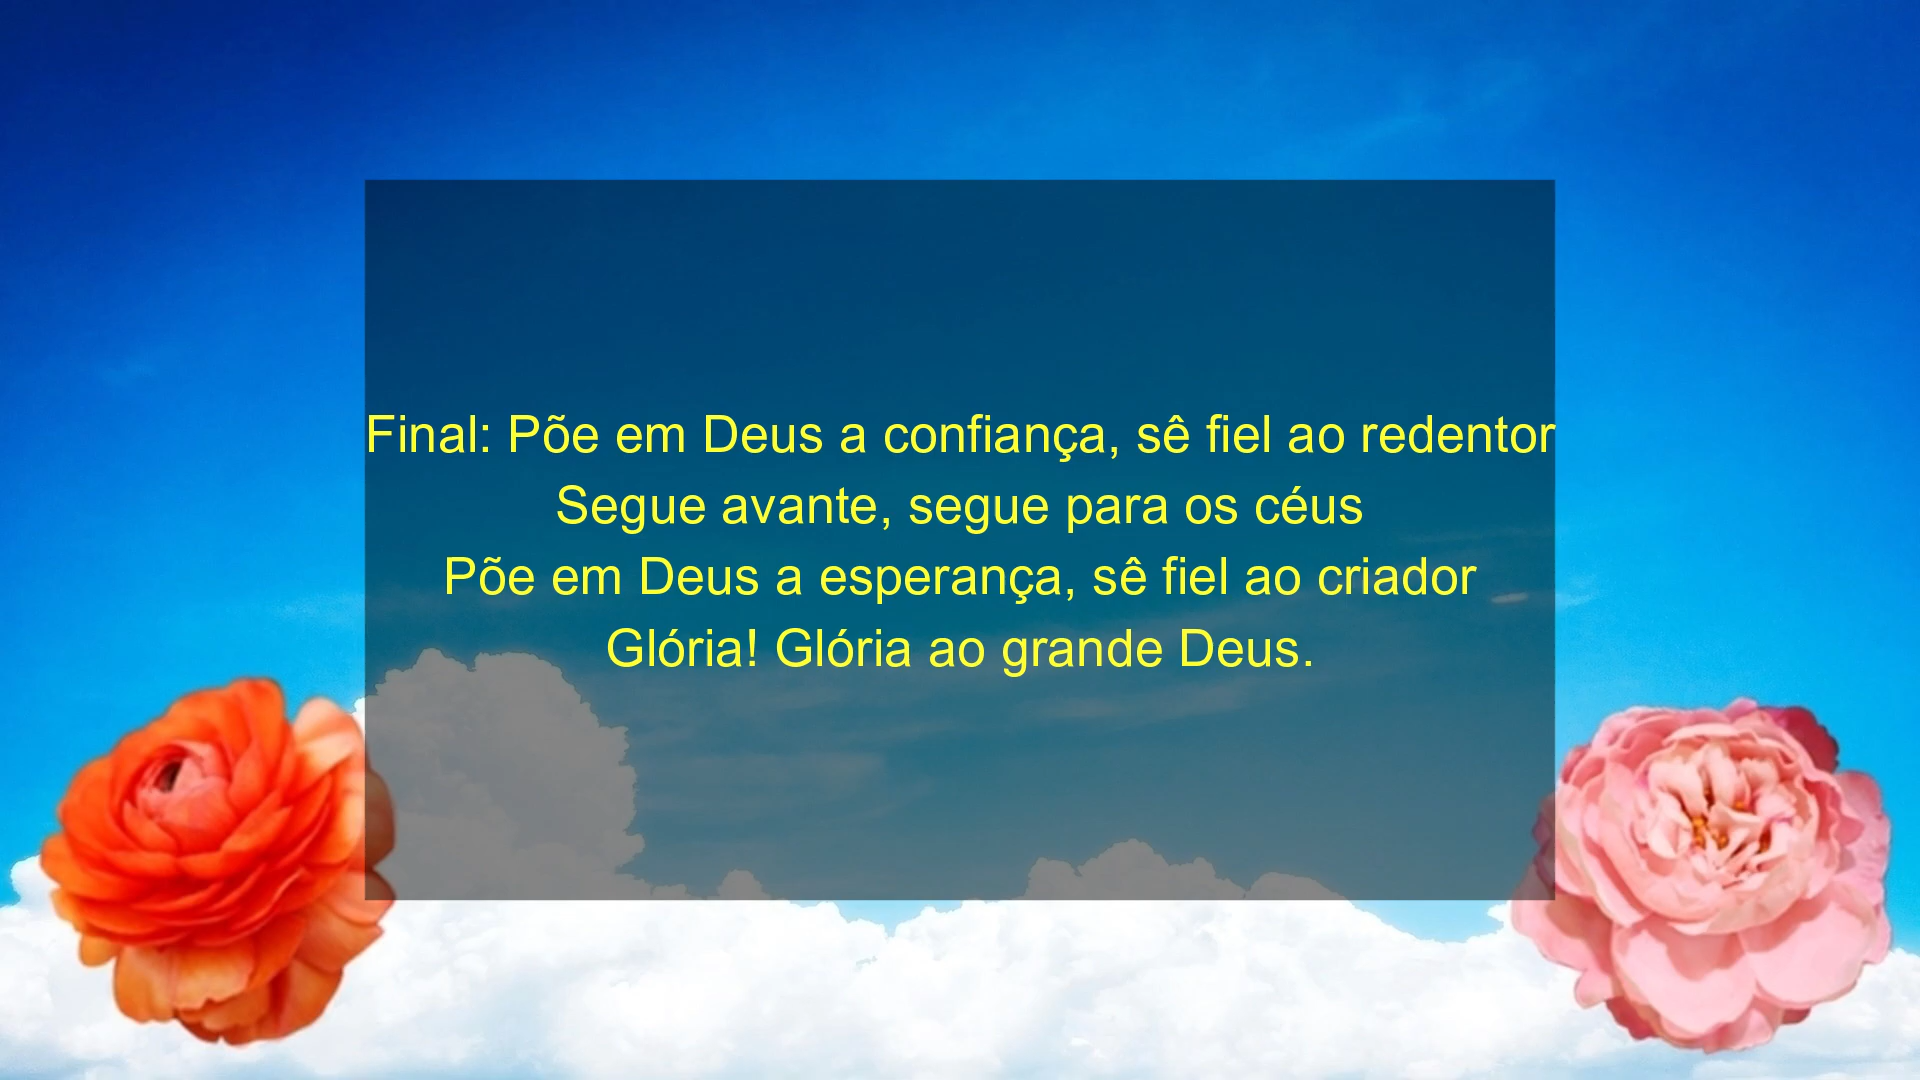 Final: Põe em Deus a confiança, sê fiel ao redentor
Segue avante, segue para os céus
Põe em Deus a esperança, sê fiel ao criador
Glória! Glória ao grande Deus.